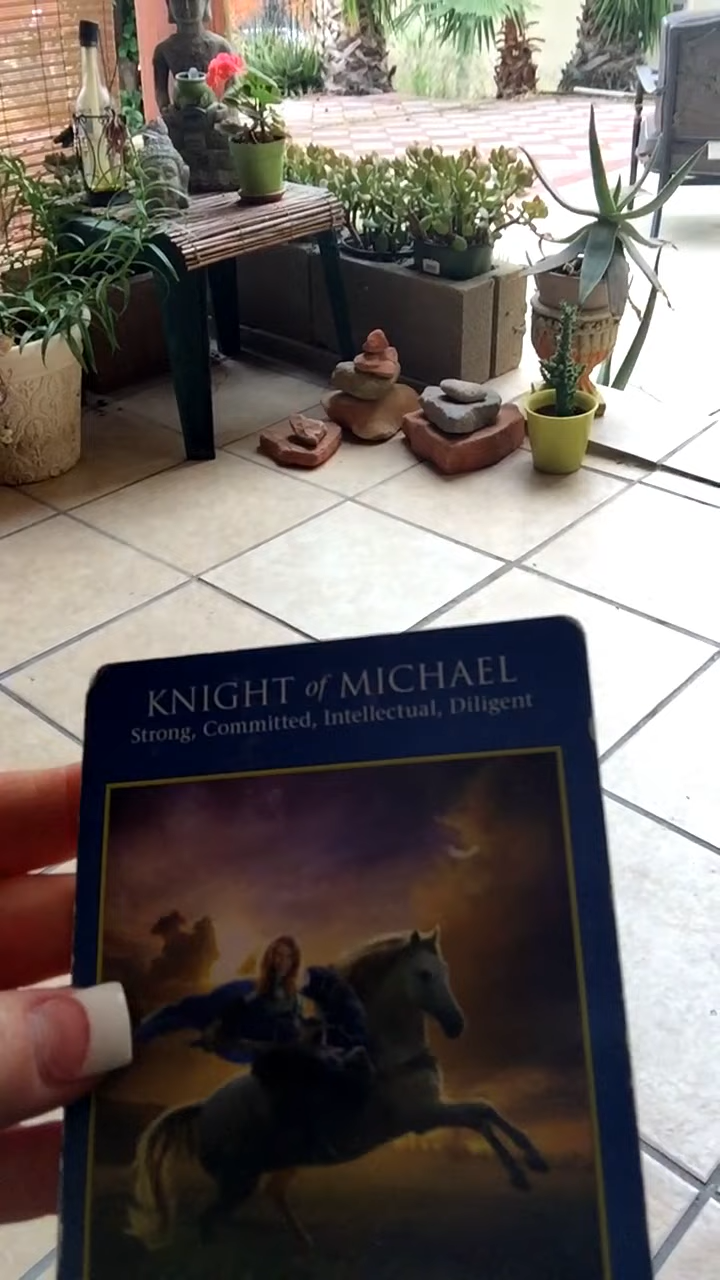 KNIGHT of MICHAEL
Strong, Committed, Intellectual, Diligent